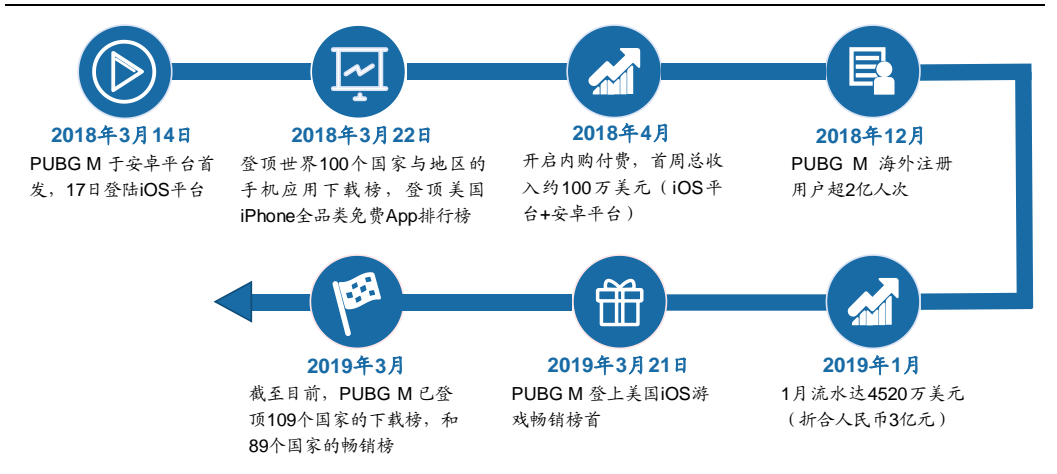 2018年3月14日
PUBG M 于安卓平台首
发，17日登陆iOS平台
2018年3月22日
登顶世界100个国家与地区的
手机应用下载榜，登顶美国
iPhone全品类免费App排行榜
2018年4月
开启内购付费，首周总收
入约100万美元（iOS平
台+安卓平台）
2018年12月
PUBG M 海外注册
用户超2亿人次
2019年1月
1月流水达4520万美元
（折合人民币3亿元）
2019年3月21日
PUBG M 登上美国iOS游
戏畅销榜首
2019年3月
截至目前，PUBG M 已登
顶109个国家的下载榜，和
89个国家的畅销榜